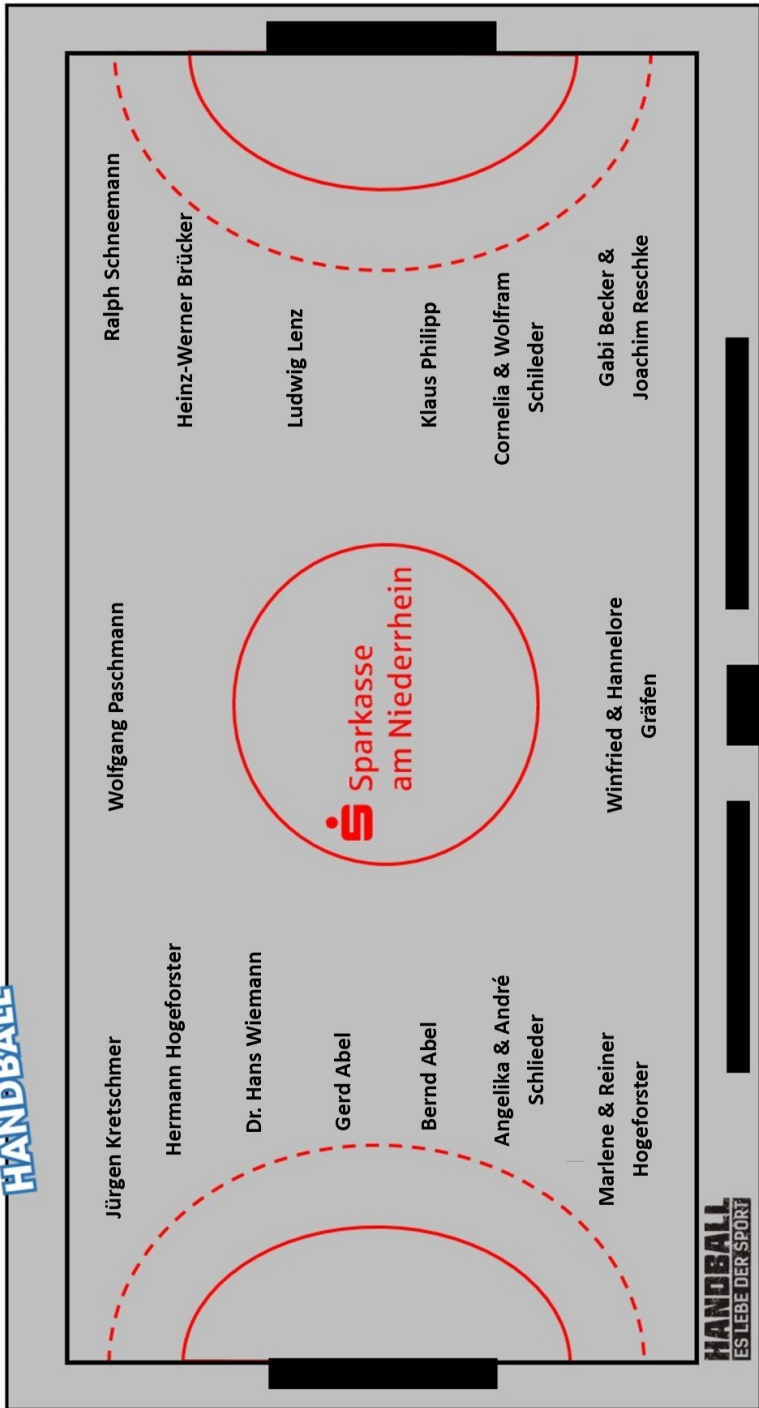 HANDBALL
Jürgen Kretschmer
Wolfgang Paschmann
Ralph Schneemann
Hermann Hogeforster
Heinz-Werner Brücker
Dr. Hans Wiemann
Ludwig Lenz
Gerd Abel
Sparkasse
am Niederrhein
Bernd Abel
Klaus Philipp
Angelika & André
Schlieder
Cornelia & Wolfram
Schileder
Marlene & Reiner
Hogeforster
Winfried & Hannelore
Gräfen
Gabi Becker &
Joachim Reschke
HANDBALL
ES LEBE DER SPORT